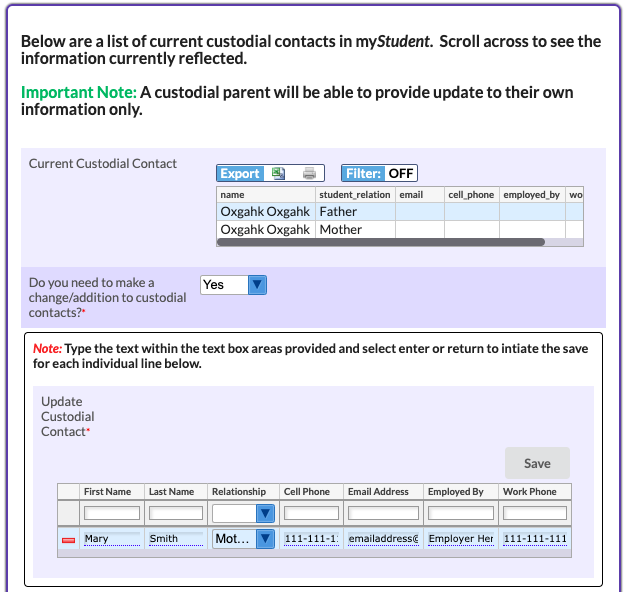 Below are a list of current custodial contacts in myStudent. Scroll across to see the
information currently reflected.
Important Note: A custodial parent will be able to provide update to their own
information only.
Current Custodial Contact
Export Filter: OFF
name student_relation email cell_phone employed_by wo
Oxgahk Oxgahk Father
Oxgahk Oxgahk Mother
Do you need to make a Yes
change/addition to custodial
contacts?*
Note: Type the text within the text box areas provided and select enter or return to intiate the save
for each individual line below.
Update
Custodial
Contact*
Save
First Name Last Name Relationship Cell Phone Email Address Employed By Work Phone
Mary Smith Mot... 111-111-1 emailaddress Employer Her 111-111-111